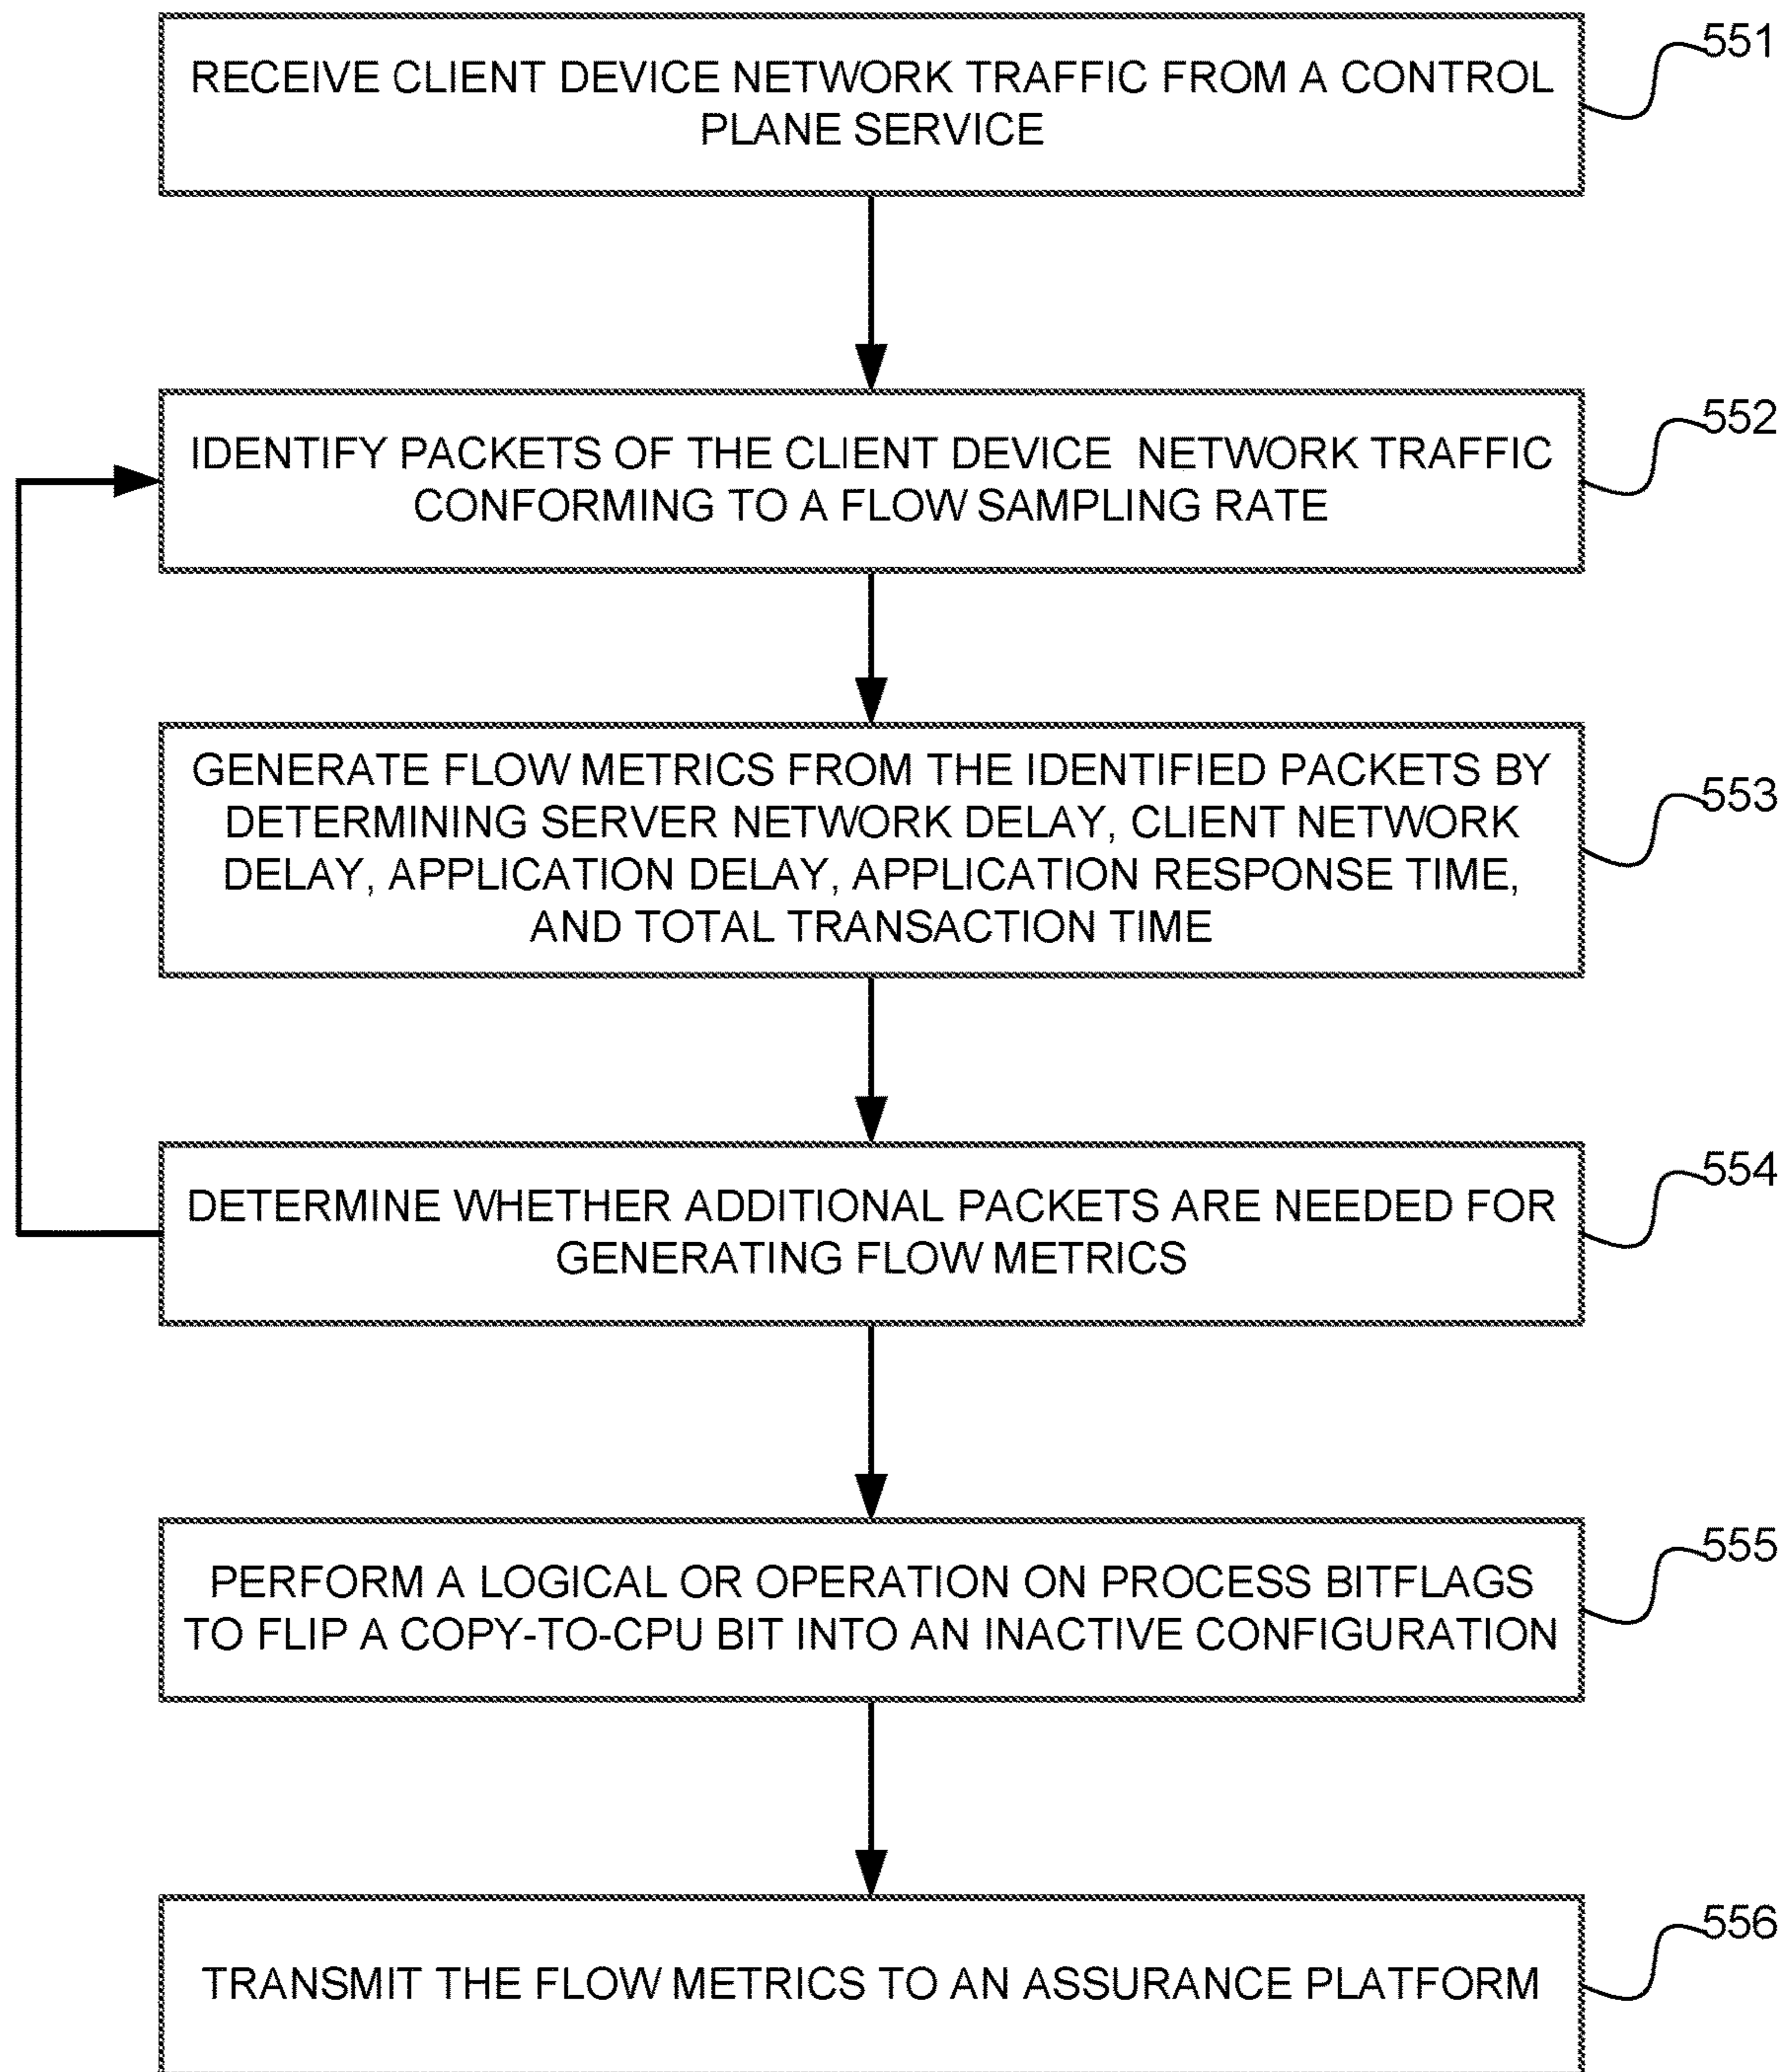 RECEIVE CLIENT DEVICE NETWORK TRAFFIC FROM A CONTROL
PLANE SERVICE
551
IDENTIFY PACKETS OF THE CLIENT DEVICE NETWORK TRAFFIC
CONFORMING TO A FLOW SAMPLING RATE
552
GENERATE FLOW METRICS FROM THE IDENTIFIED PACKETS BY
DETERMINING SERVER NETWORK DELAY, CLIENT NETWORK
DELAY, APPLICATION DELAY, APPLICATION RESPONSE TIME,
AND TOTAL TRANSACTION TIME
553
DETERMINE WHETHER ADDITIONAL PACKETS ARE NEEDED FOR
GENERATING FLOW METRICS
554
PERFORM A LOGICAL OR OPERATION ON PROCESS BITFLAGS
TO FLIP A COPY-TO-CPU BIT INTO AN INACTIVE CONFIGURATION
555
TRANSMIT THE FLOW METRICS TO AN ASSURANCE PLATFORM
556